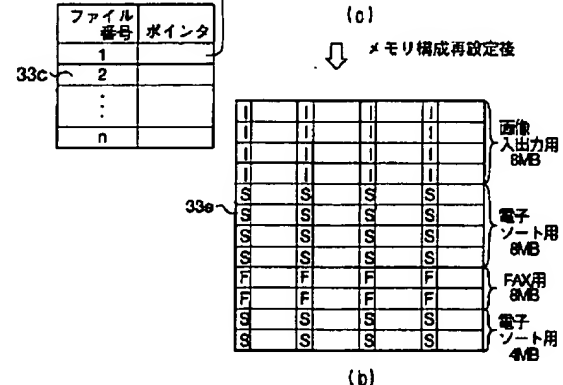 (a)
ファイル番号 ポインタ
1
33c 2
⋮
n
メモリ構成再設定後
33e
I I I I
I I I I
I I I I
I I I I
S S S S
S S S S
S S S S
S S S S
F F F F
F F F F
S S S S
S S S S
画像
入出力用
8MB
電子
ソート用
8MB
FAX用
8MB
電子
ソート用
4MB
(b)